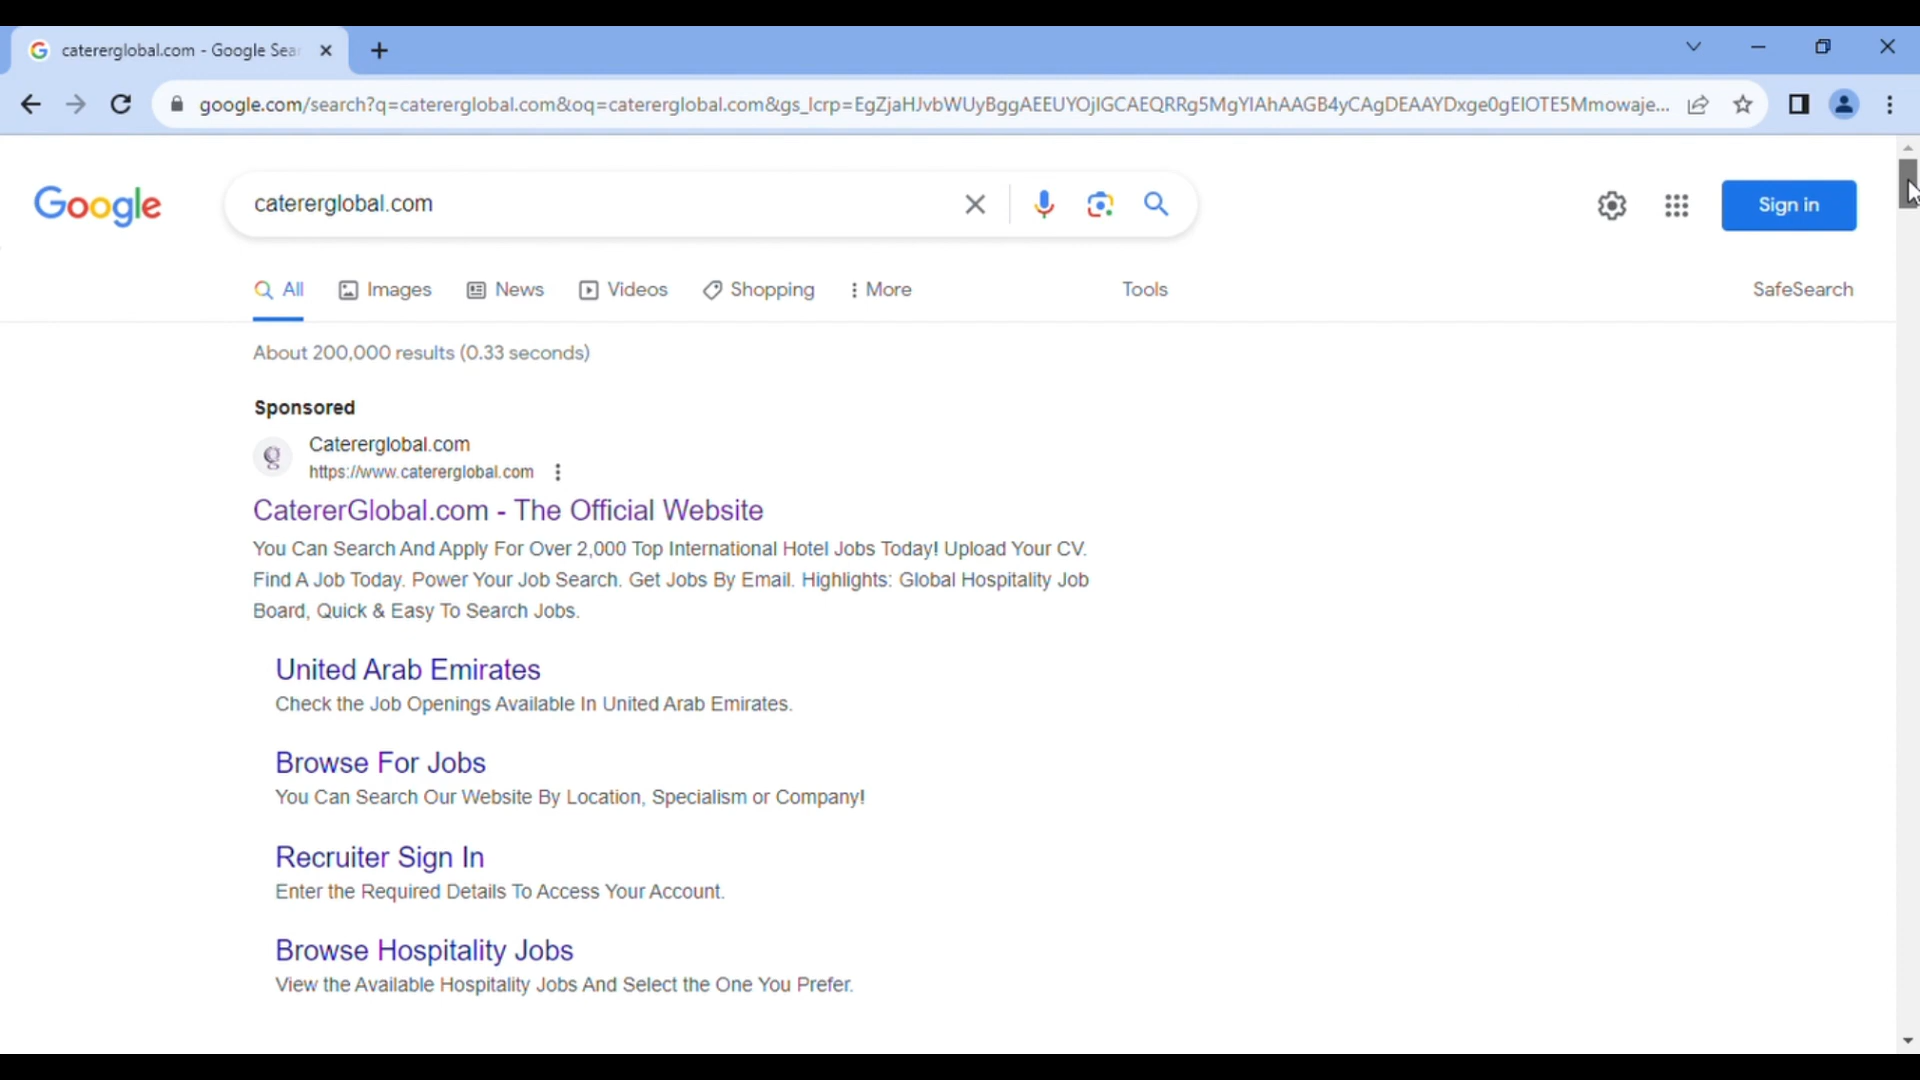 catererglobal.com - Google Sear
google.com/search?q=catererglobal.com&oq=catererglobal.com&gs_lcrp=EgZjaHJvbWUyBggAEEUYOjIGCAEQRRg5MgYIAhAAGB4yCAgDEAAYDxge0gEIOTE5Mmowaje...
Google
catererglobal.com
Sign in
All Images News Videos Shopping More Tools SafeSearch
About 200,000 results (0.33 seconds)
Sponsored
Catererglobal.com
https://www.catererglobal.com
CatererGlobal.com - The Official Website
You Can Search And Apply For Over 2,000 Top International Hotel Jobs Today! Upload Your CV.
Find A Job Today. Power Your Job Search. Get Jobs By Email. Highlights: Global Hospitality Job
Board, Quick & Easy To Search Jobs.
United Arab Emirates
Check the Job Openings Available In United Arab Emirates.
Browse For Jobs
You Can Search Our Website By Location, Specialism or Company!
Recruiter Sign In
Enter the Required Details To Access Your Account.
Browse Hospitality Jobs
View the Available Hospitality Jobs And Select the One You Prefer.